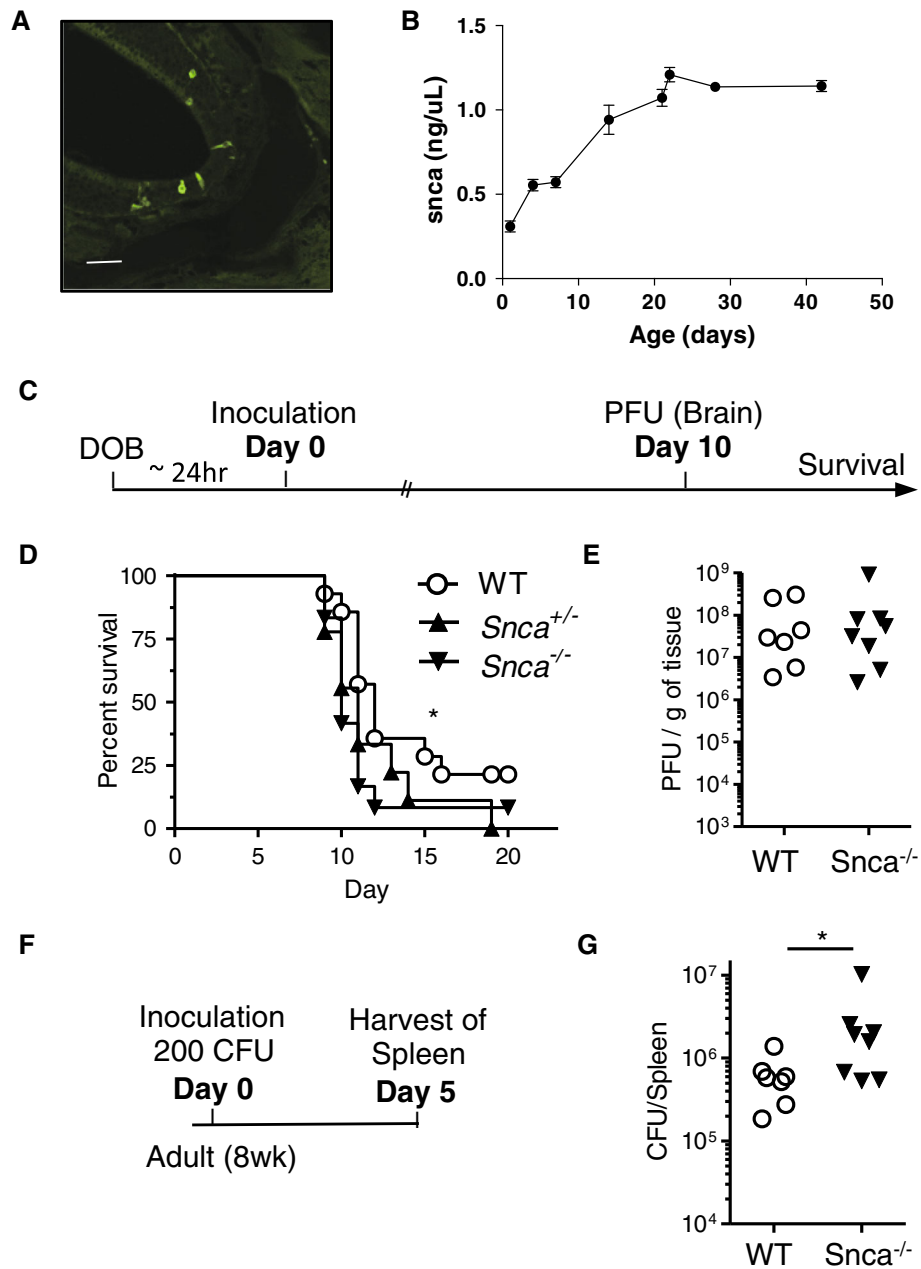 A
B
1.5
1.0
0.5
0.0
snca (ng/uL)
0 10 20 30 40 50
Age (days)
C
Inoculation
PFU (Brain)
DOB
~ 24hr
Day 0
Day 10
Survival
D
100
75
50
25
0
Percent survival
0 5 10 15 20
Day
WT
Snca+/-
Snca-/-
*
E
10⁹
10⁸
10⁷
10⁶
10⁵
10⁴
10³
PFU / g of tissue
WT Snca-/-
F
Inoculation
200 CFU
Day 0
Harvest of
Spleen
Day 5
Adult (8wk)
G
*
10⁷
10⁶
10⁵
10⁴
CFU/Spleen
WT Snca-/-